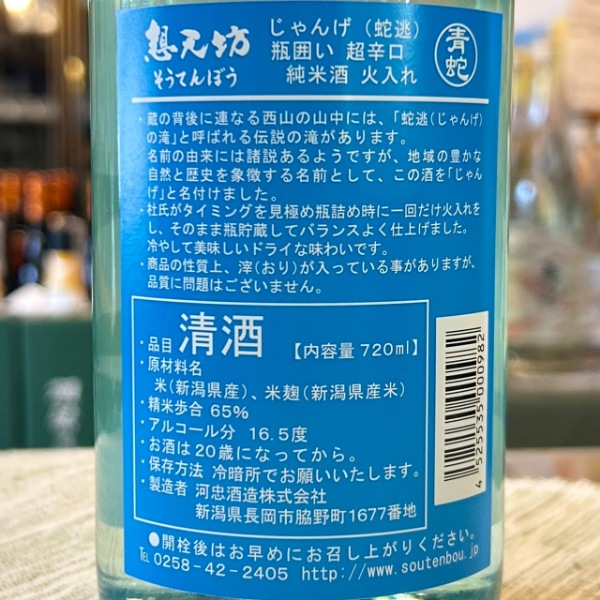 想天坊
そうてんぼう
じゃんげ（蛇逃）
瓶囲い 超辛口
純米酒 火入れ
青蛇
・蔵の背後に連なる西山の山中には、「蛇逃（じゃんげ）
の滝」と呼ばれる伝説の滝があります。
名前の由来には諸説あるようですが、地域の豊かな
自然と歴史を象徴する名前として、この酒を「じゃん
げ」と名付けました。
・杜氏がタイミングを見極め瓶詰め時に一回だけ火入れを
し、そのまま瓶貯蔵してバランスよく仕上げました。
冷やして美味しいドライな味わいです。
・商品の性質上、滓（おり）が入っている事がありますが、
品質に問題はございません。
・品目 清酒 【内容量 720ml】
・原材料名
米（新潟県産）、米麹（新潟県産米）
・精米歩合 65%
・アルコール分 16.5度
・お酒は20歳になってから。
・保存方法 冷暗所でお願いいたします。
・製造者 河忠酒造株式会社
新潟県長岡市脇野町1677番地
4 525535 000982
●開栓後はお早めにお召し上がりください。
TEL 0258-42-2405 http://www.soutenbou.jp